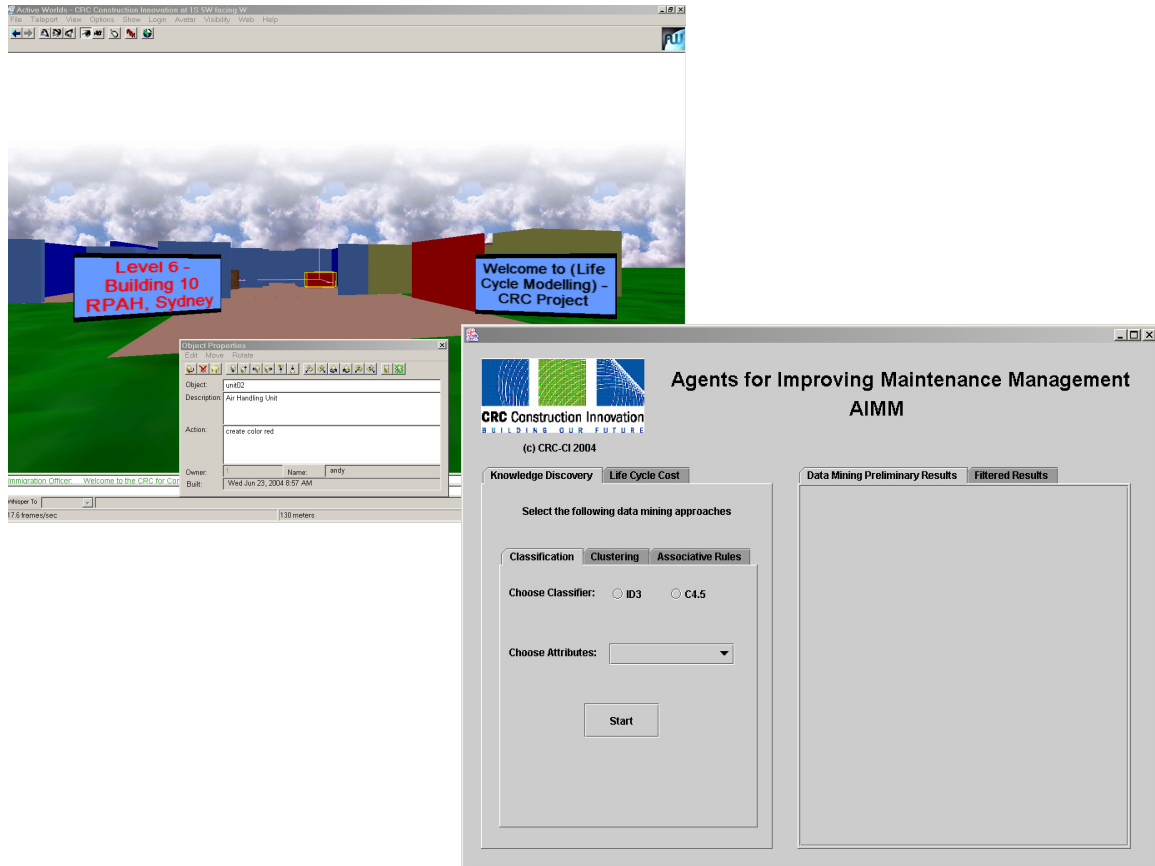 Active Worlds - CRC Construction Innovation at 1S 5W facing W
File Teleport View Options Show Login Avatar Visibility Web Help
Level 6 -
Building 10
RPAH, Sydney
Welcome to (Life
Cycle Modelling) -
CRC Project
Object Properties
Edit Move Rotate
Object: unit02
Description: Air Handling Unit
Action: create color red
Owner: 1 Name: andy
Built: Wed Jun 23, 2004 8:57 AM
Immigration Officer: Welcome to the CRC for Con
Whisper To
17.6 frames/sec 130 meters
CRC Construction Innovation
BUILDING OUR FUTURE
(c) CRC-CI 2004
Agents for Improving Maintenance Management
AIMM
Knowledge Discovery Life Cycle Cost
Select the following data mining approaches
Classification Clustering Associative Rules
Choose Classifier: ID3 C4.5
Choose Attributes:
Start
Data Mining Preliminary Results Filtered Results